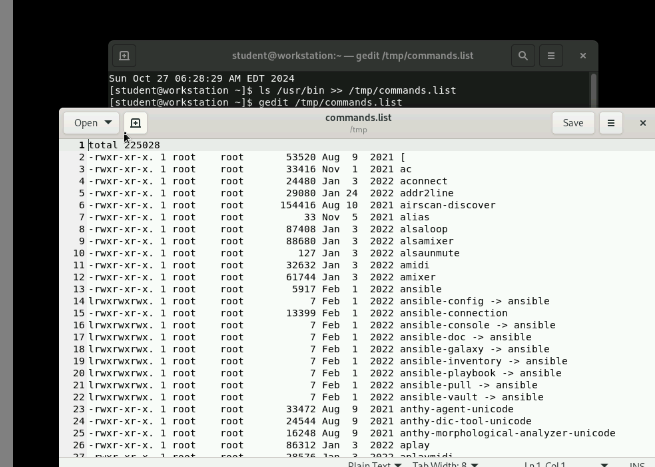 student@workstation:~ — gedit /tmp/commands.list
Sun Oct 27 06:28:29 AM EDT 2024
[student@workstation ~]$ ls /usr/bin >> /tmp/commands.list
[student@workstation ~]$ gedit /tmp/commands.list
Open
commands.list
/tmp
Save
1 total 225028
2 -rwxr-xr-x. 1 root root 53520 Aug 9 2021 [
3 -rwxr-xr-x. 1 root root 33416 Nov 1 2021 ac
4 -rwxr-xr-x. 1 root root 24480 Jan 3 2022 aconnect
5 -rwxr-xr-x. 1 root root 29080 Jan 24 2022 addr2line
6 -rwxr-xr-x. 1 root root 154416 Aug 10 2021 airscan-discover
7 -rwxr-xr-x. 1 root root 33 Nov 5 2021 alias
8 -rwxr-xr-x. 1 root root 87408 Jan 3 2022 alsaloop
9 -rwxr-xr-x. 1 root root 88680 Jan 3 2022 alsamixer
10 -rwxr-xr-x. 1 root root 127 Jan 3 2022 alsaunmute
11 -rwxr-xr-x. 1 root root 32632 Jan 3 2022 amidi
12 -rwxr-xr-x. 1 root root 61744 Jan 3 2022 amixer
13 -rwxr-xr-x. 1 root root 5917 Feb 1 2022 ansible
14 lrwxrwxrwx. 1 root root 7 Feb 1 2022 ansible-config -> ansible
15 -rwxr-xr-x. 1 root root 13399 Feb 1 2022 ansible-connection
16 lrwxrwxrwx. 1 root root 7 Feb 1 2022 ansible-console -> ansible
17 lrwxrwxrwx. 1 root root 7 Feb 1 2022 ansible-doc -> ansible
18 lrwxrwxrwx. 1 root root 7 Feb 1 2022 ansible-galaxy -> ansible
19 lrwxrwxrwx. 1 root root 7 Feb 1 2022 ansible-inventory -> ansible
20 lrwxrwxrwx. 1 root root 7 Feb 1 2022 ansible-playbook -> ansible
21 lrwxrwxrwx. 1 root root 7 Feb 1 2022 ansible-pull -> ansible
22 lrwxrwxrwx. 1 root root 7 Feb 1 2022 ansible-vault -> ansible
23 -rwxr-xr-x. 1 root root 33472 Aug 9 2021 anthy-agent-unicode
24 -rwxr-xr-x. 1 root root 24544 Aug 9 2021 anthy-dic-tool-unicode
25 -rwxr-xr-x. 1 root root 16248 Aug 9 2021 anthy-morphological-analyzer-unicode
26 -rwxr-xr-x. 1 root root 86312 Jan 3 2022 aplay
27 -rwxr-xr-x. 1 root root 28576 Jan 3 2022 aplaymidi
Plain Text Tab Width: 8 Ln 1, Col 1 INS